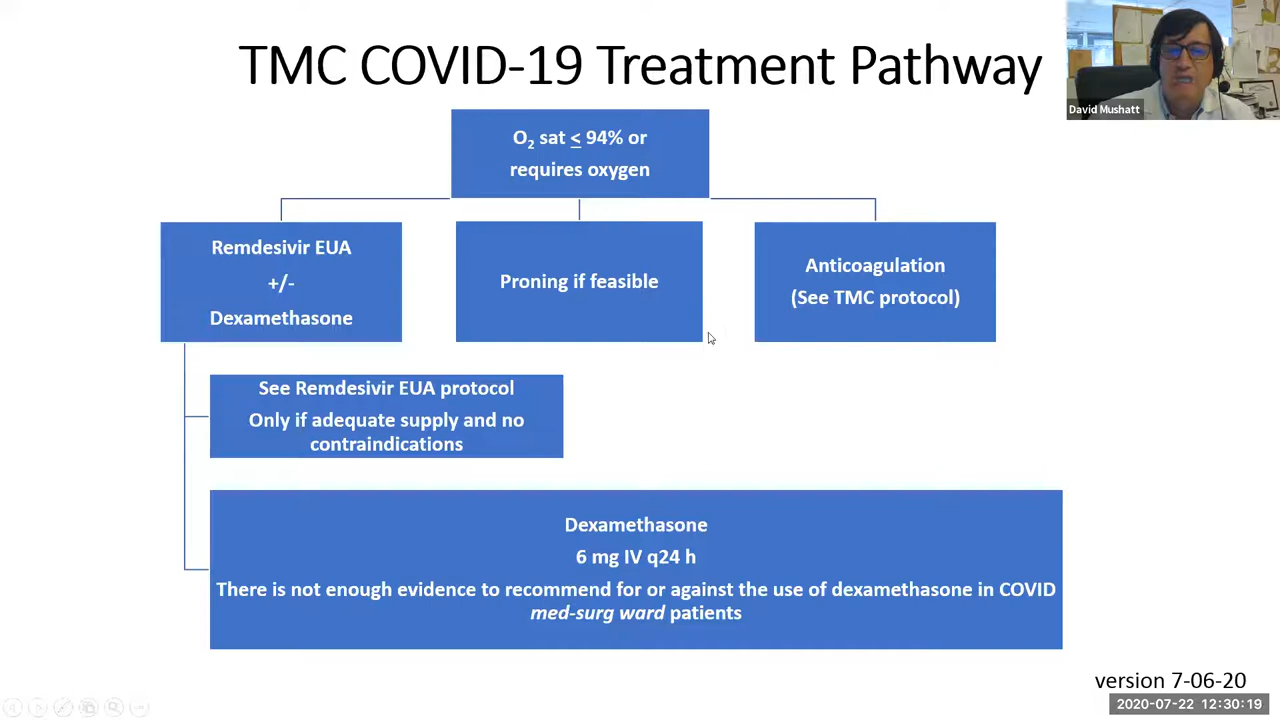 TMC COVID-19 Treatment Pathway
David Mushatt
O2 sat ≤ 94% or
requires oxygen
Remdesivir EUA
+/-
Dexamethasone
Proning if feasible
Anticoagulation
(See TMC protocol)
See Remdesivir EUA protocol
Only if adequate supply and no
contraindications
Dexamethasone
6 mg IV q24 h
There is not enough evidence to recommend for or against the use of dexamethasone in COVID
med-surg ward patients
version 7-06-20
2020-07-22 12:30:19